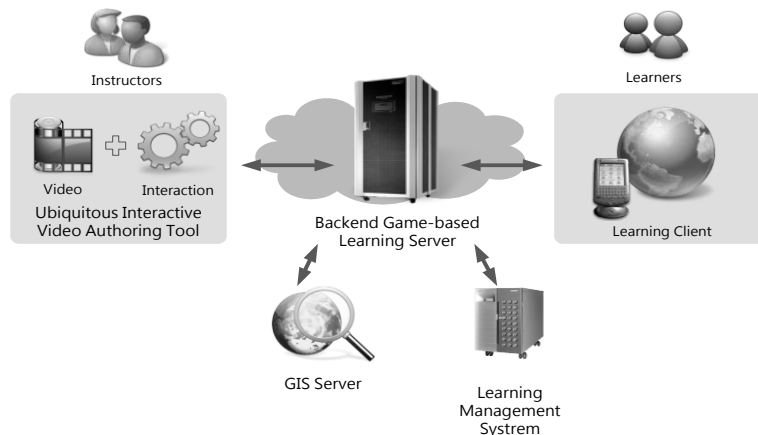 Instructors
Learners
Video
Interaction
Ubiquitous Interactive
Video Authoring Tool
Backend Game-based
Learning Server
Learning Client
GIS Server
Learning
Management
Systrem